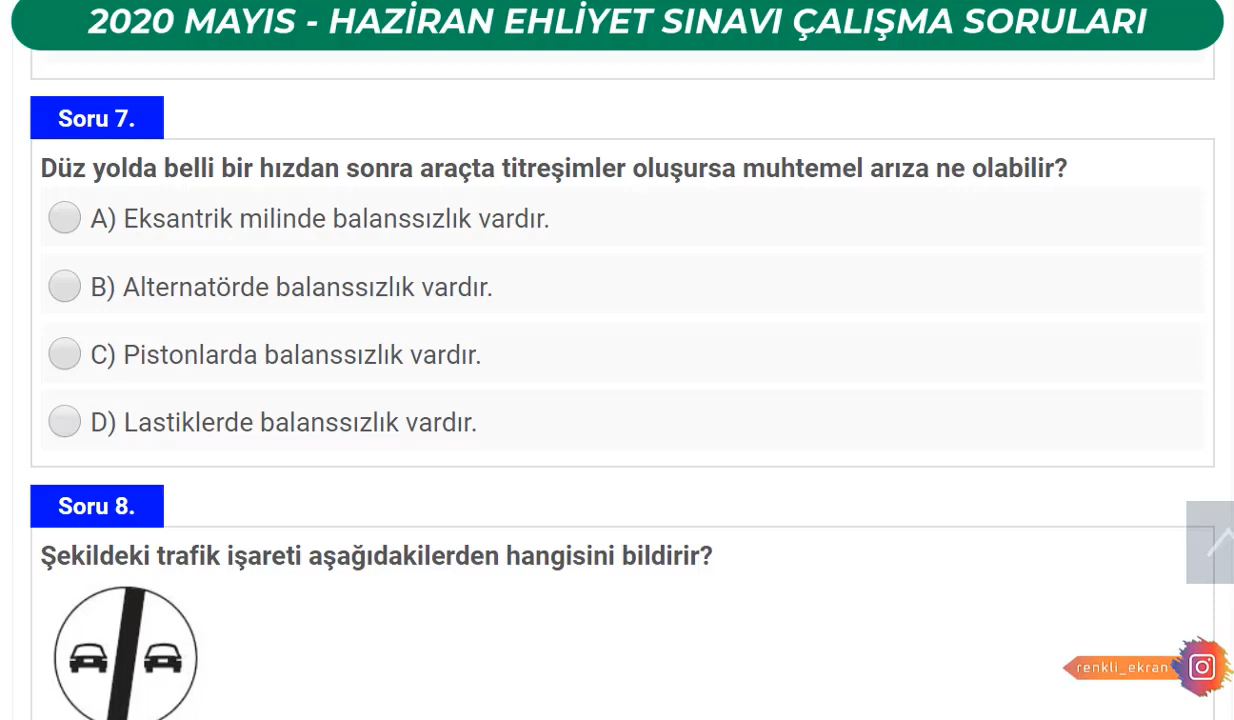 2020 MAYIS - HAZİRAN EHLİYET SINAVI ÇALIŞMA SORULARI
Soru 7.
Düz yolda belli bir hızdan sonra araçta titreşimler oluşursa muhtemel arıza ne olabilir?
A) Eksantrik milinde balanssızlık vardır.
B) Alternatörde balanssızlık vardır.
C) Pistonlarda balanssızlık vardır.
D) Lastiklerde balanssızlık vardır.
Soru 8.
Şekildeki trafik işareti aşağıdakilerden hangisini bildirir?
renkli_ekran